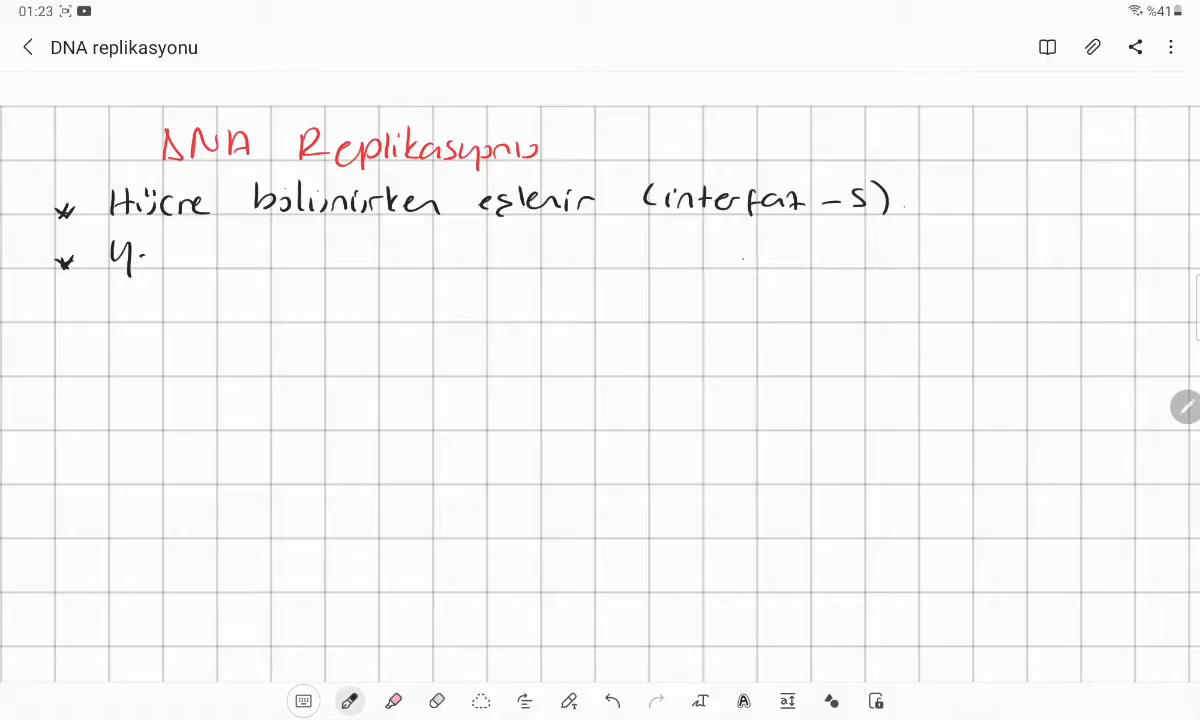 01:23 %41
DNA replikasyonu
DNA Replikasyonu
* Hücre bölünürken eşlenir (interfaz - S)
* Y.